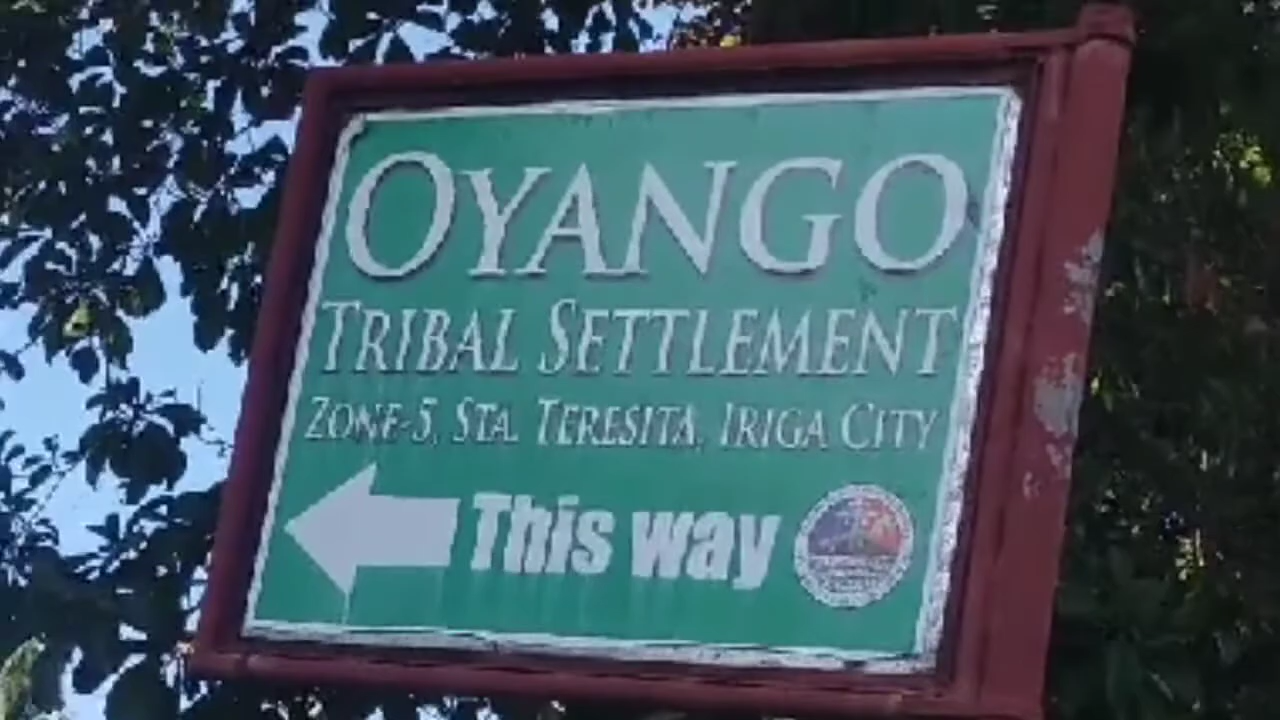 OYANGO
TRIBAL SETTLEMENT
ZONE-5, STA. TERESITA, IRIGA CITY
This way